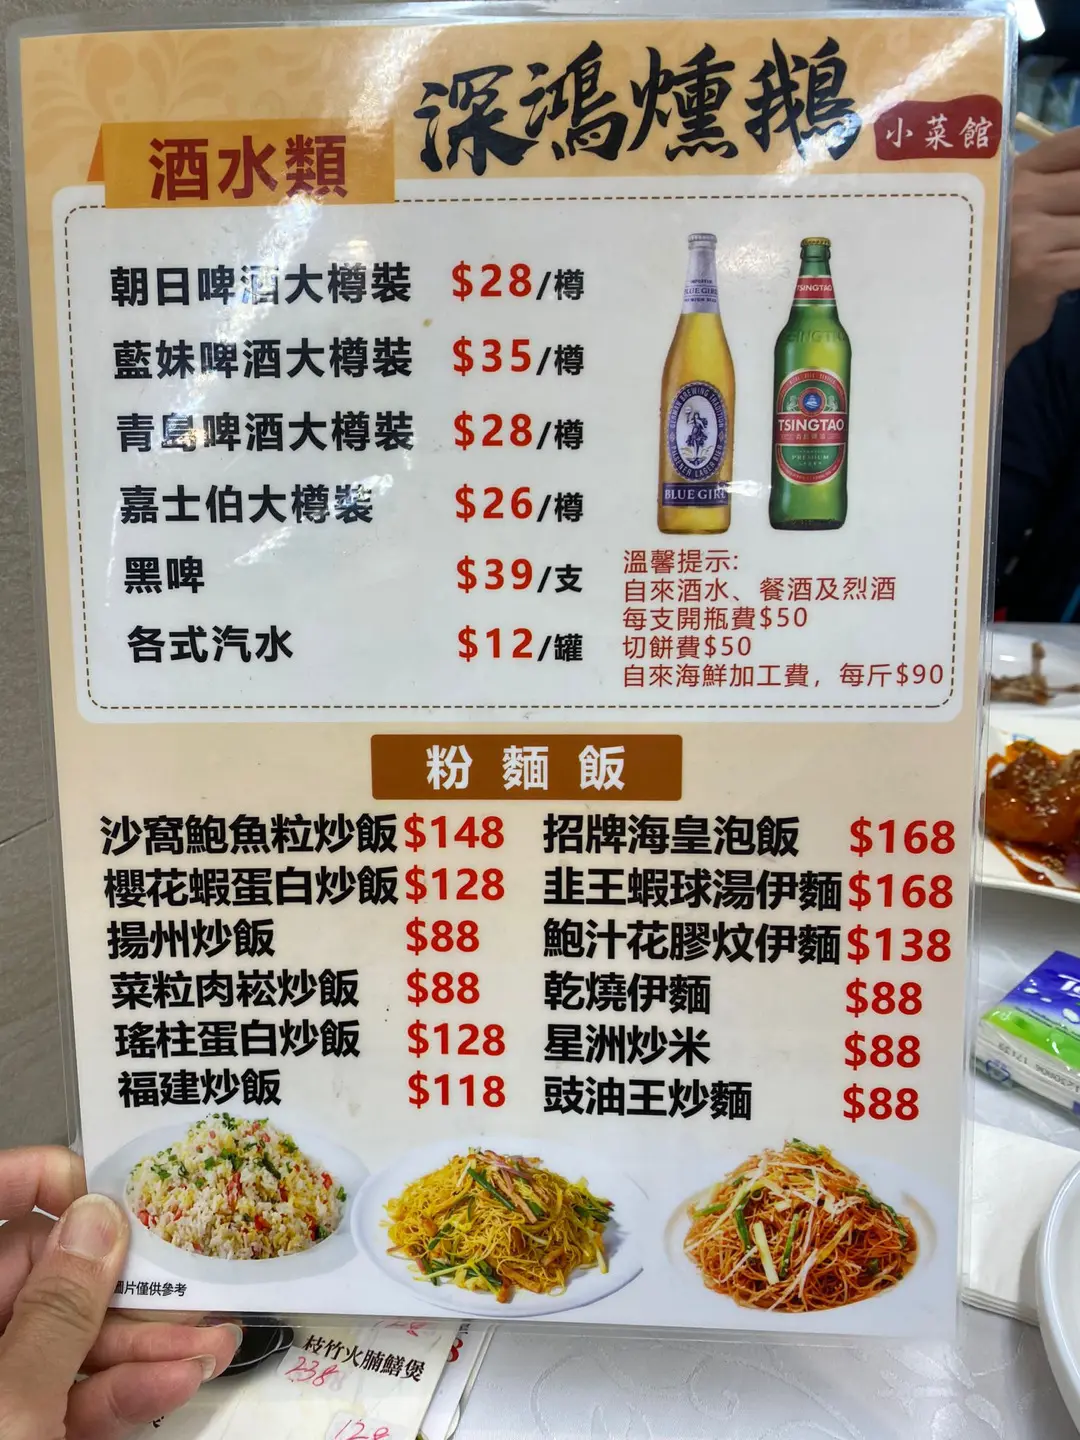 深鴻燻鵝 小菜館
酒水類
朝日啤酒大樽裝 $28/樽
藍妹啤酒大樽裝 $35/樽
青島啤酒大樽裝 $28/樽
嘉士伯大樽裝 $26/樽
黑啤 $39/支
各式汽水 $12/罐
BLUE GIRL
BLUE GIRL
TSINGTAO
TSINGTAO
PREMIUM
溫馨提示:
自來酒水、餐酒及烈酒
每支開瓶費$50
切餅費$50
自來海鮮加工費，每斤$90
粉麵飯
沙窩鮑魚粒炒飯 $148
櫻花蝦蛋白炒飯 $128
揚州炒飯 $88
菜粒肉崧炒飯 $88
瑤柱蛋白炒飯 $128
福建炒飯 $118
招牌海皇泡飯 $168
韭王蝦球湯伊麵 $168
鮑汁花膠炆伊麵 $138
乾燒伊麵 $88
星洲炒米 $88
豉油王炒麵 $88
圖片僅供參考
枝竹火腩鱔煲
238
128